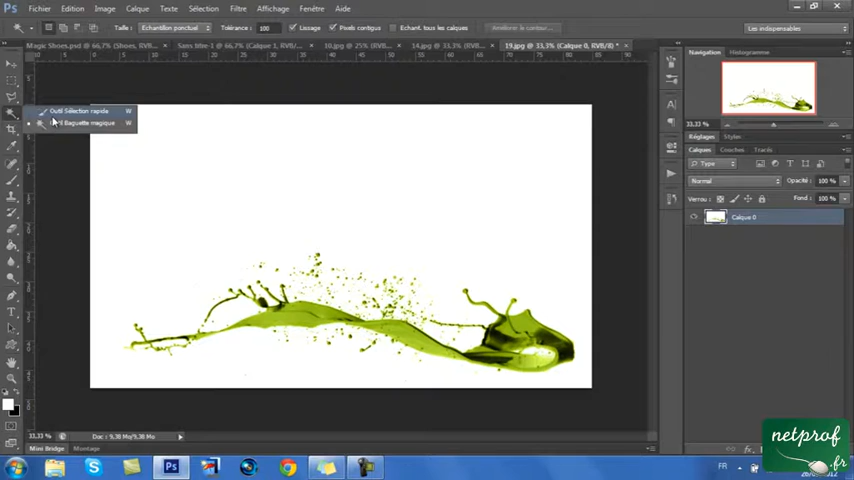 Ps Fichier Edition Image Calque Texte Sélection Filtre Affichage Fenêtre Aide
Taille : Echantillon ponctuel Tolérance : 100 Lissage Pixels contigus Echant. tous les calques Améliorer le contour... Les indispensables
Magic Shoes.psd @ 66,7% (Shoes, RVB/8) × Sans titre-1 @ 66,7% (Calque 1, RVB/... × 10.jpg @ 25% (RVB/8*) × 14.jpg @ 33,3% (RVB/8*) × 19.jpg @ 33,3% (Calque 0, RVB/8) * ×
Navigation Histogramme
Outil Sélection rapide W
Outil Baguette magique W
33,33 %
Réglages Styles
Calques Couches Tracés
Type
Normal Opacité : 100 %
Verrou : Fond : 100 %
Calque 0
33,33 % Doc : 9,38 Mo/9,38 Mo
Mini Bridge Montage
netprof
.fr
FR